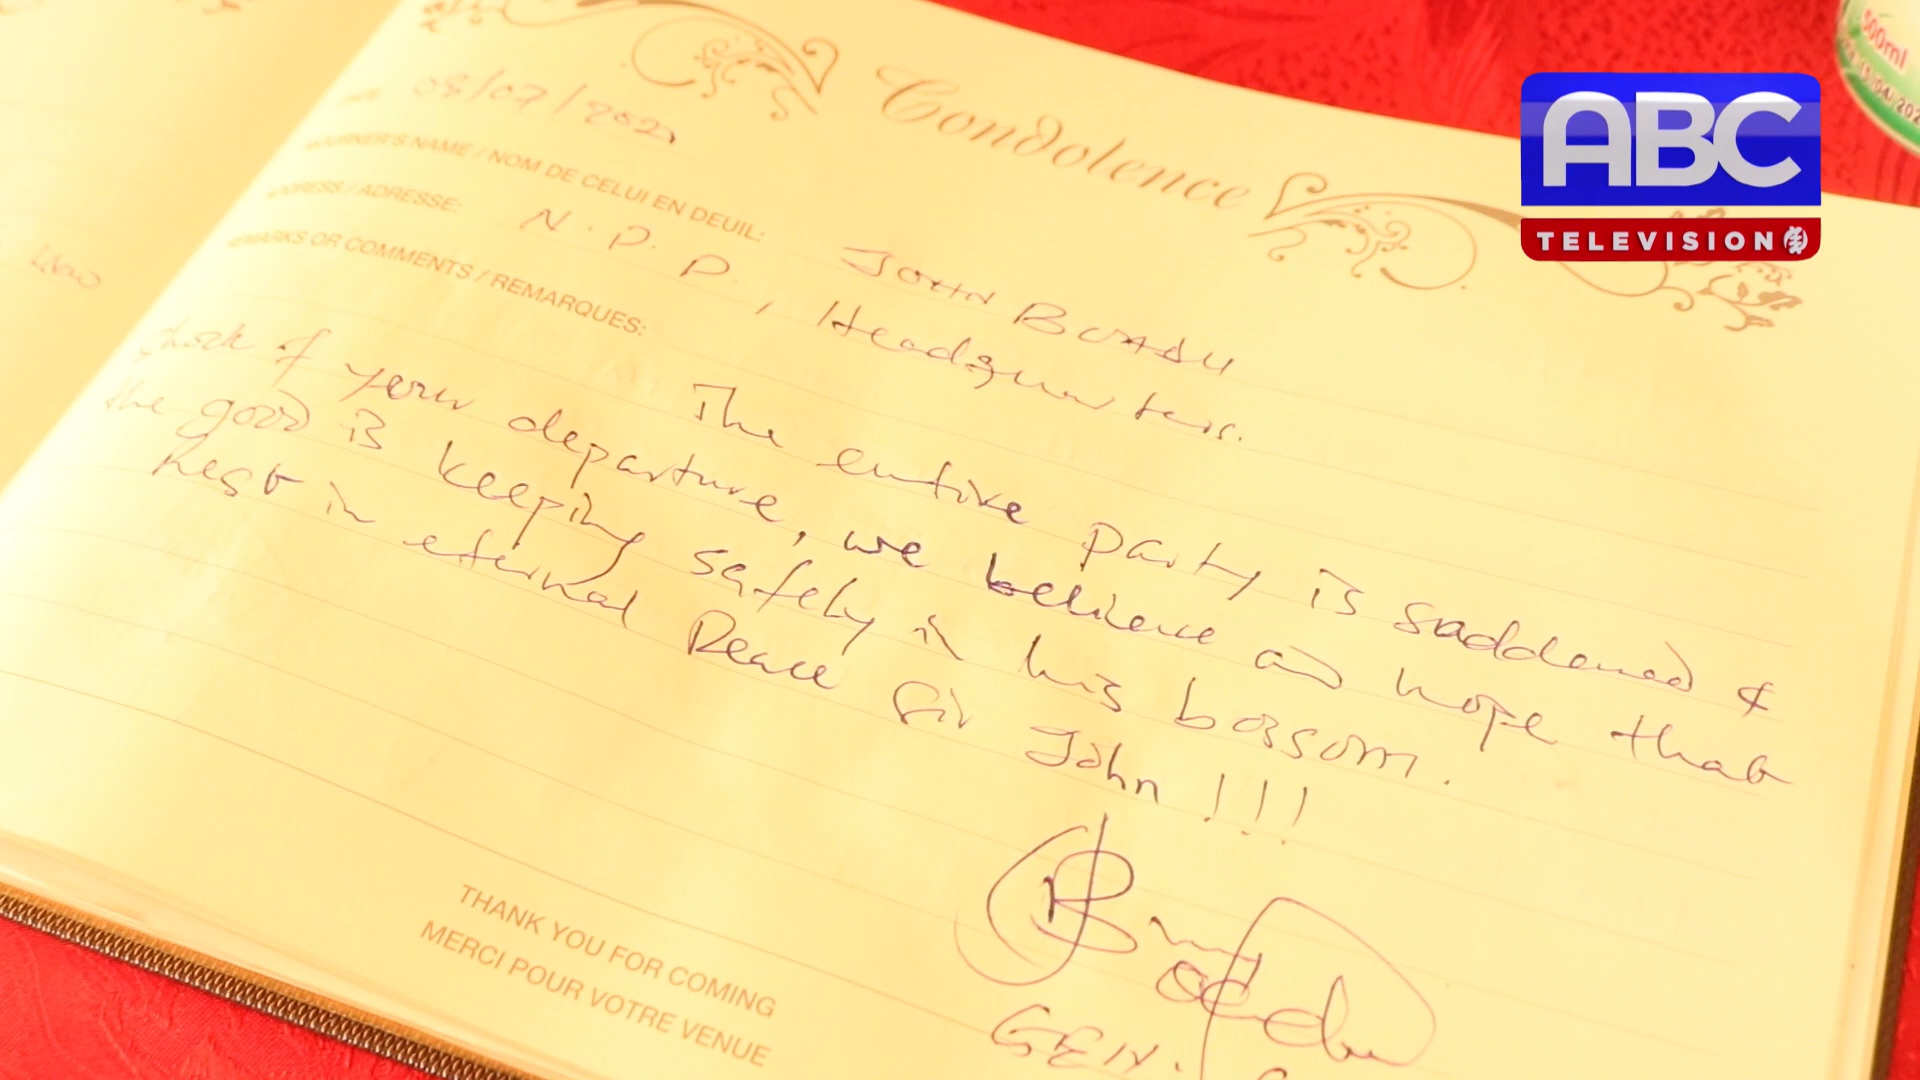 Condolence
DATE: 08/07/2021
MOURNER'S NAME / NOM DE CELUI EN DEUIL: JOHN BOADU
ADDRESS / ADRESSE: N.P.P., Headquarters.
REMARKS OR COMMENTS / REMARQUES: The entire party is saddened &
shock of your departure, we believe and hope that
the good is keeping safely in his bossom.
Rest in eternal Peace Sir John!!!
GEN.
THANK YOU FOR COMING
MERCI POUR VOTRE VENUE
ABC
TELEVISION
500ml